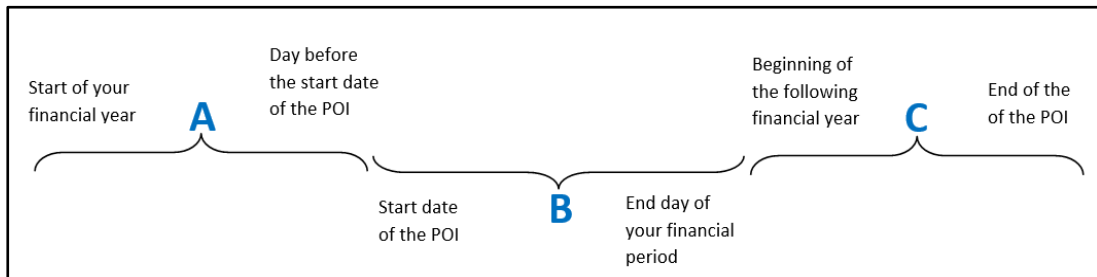 Start of your
financial year
A
Day before
the start date
of the POI
Start date
of the POI
B
End day of
your financial
period
Beginning of
the following
financial year
C
End of the
of the POI